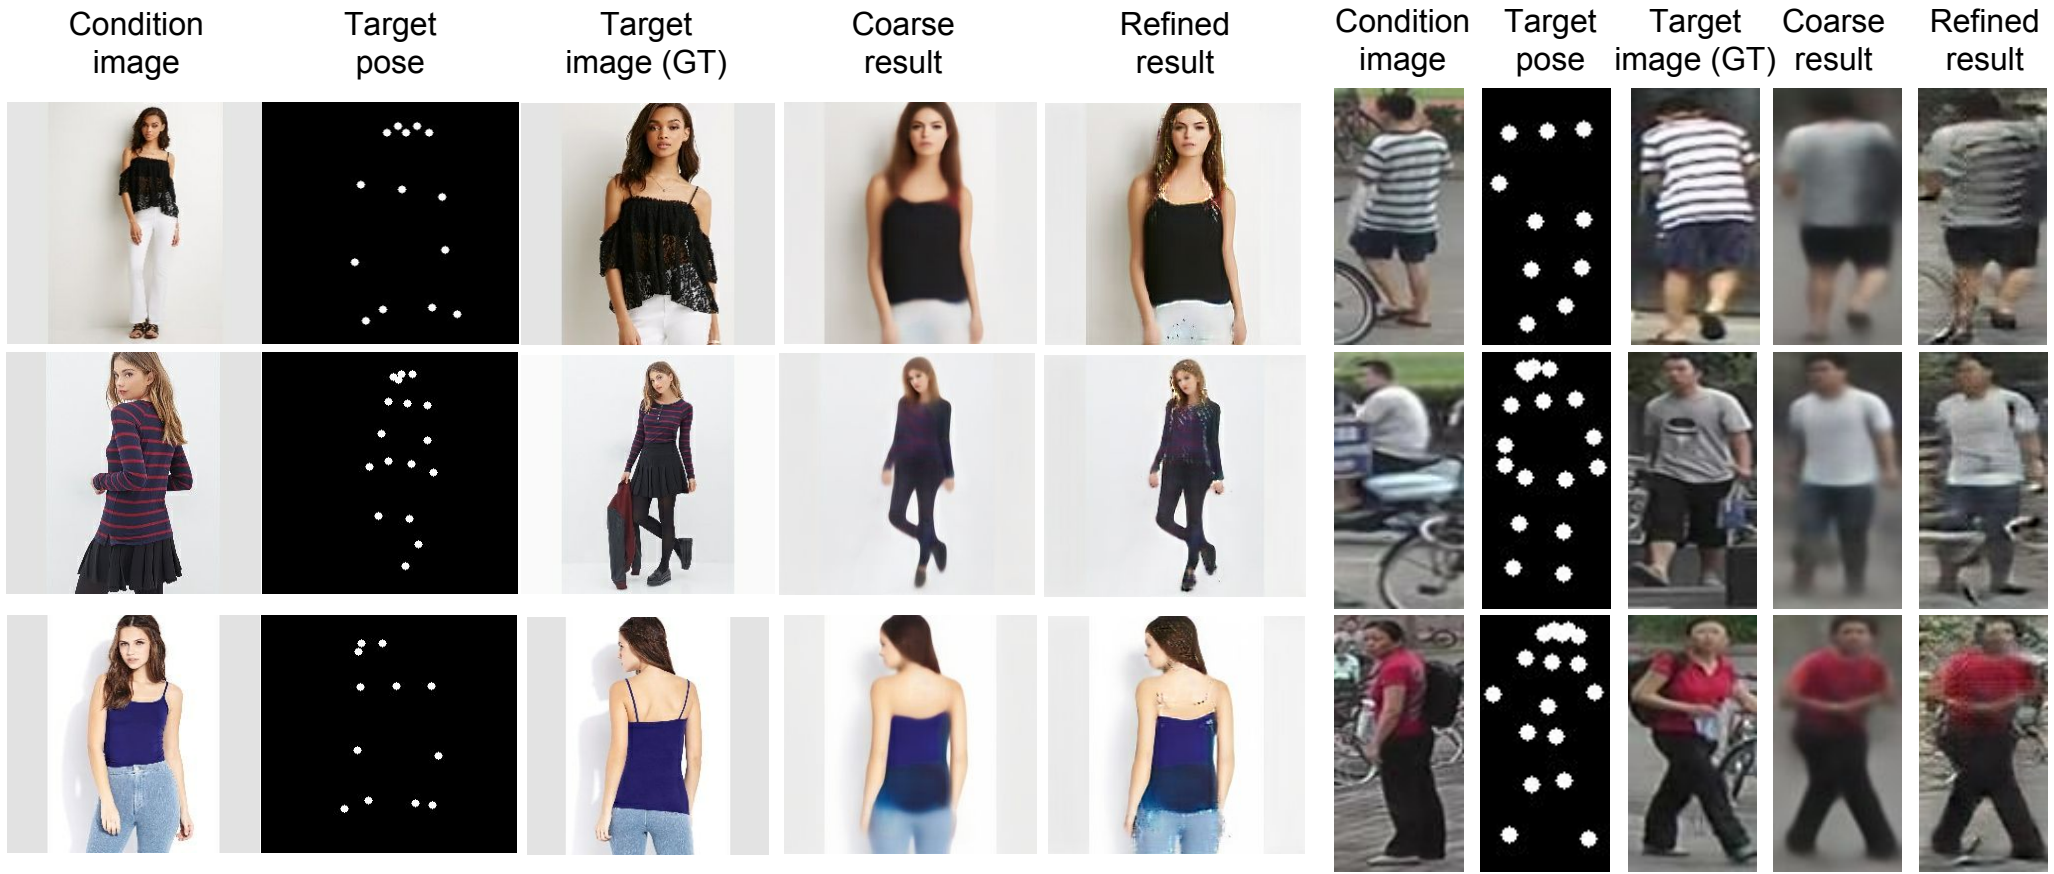 Condition
image
Target
pose
Target
image (GT)
Coarse
result
Refined
result
Condition
image
Target
pose
Target
image (GT)
Coarse
result
Refined
result